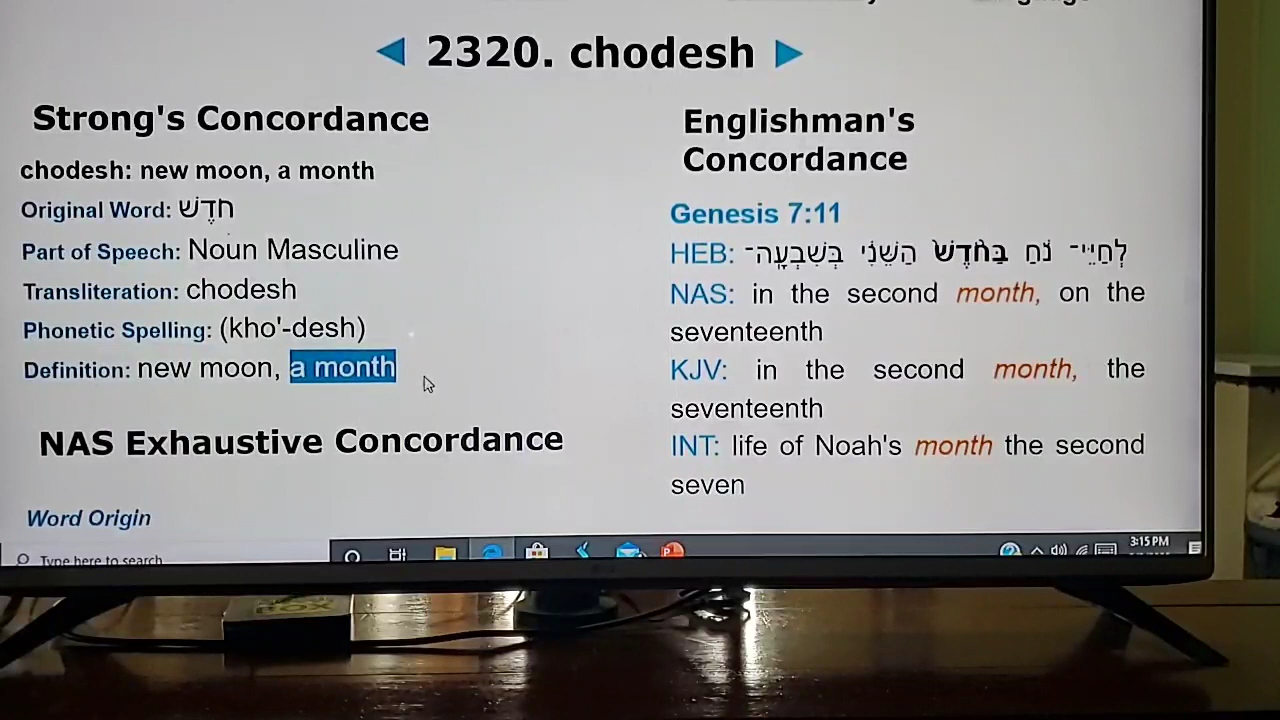 2320. chodesh
Strong's Concordance
chodesh: new moon, a month
Original Word: חֹדֶשׁ
Part of Speech: Noun Masculine
Transliteration: chodesh
Phonetic Spelling: (kho'-desh)
Definition: new moon, a month
NAS Exhaustive Concordance
Word Origin
Englishman's
Concordance
Genesis 7:11
HEB: לְחַיֵּי־ נֹ֔חַ בַּחֹ֙דֶשׁ֙ הַשֵּׁנִ֔י בְּשִׁבְעָֽה־
NAS: in the second month, on the
seventeenth
KJV: in the second month, the
seventeenth
INT: life of Noah's month the second
seven
Type here to search
3:15 PM